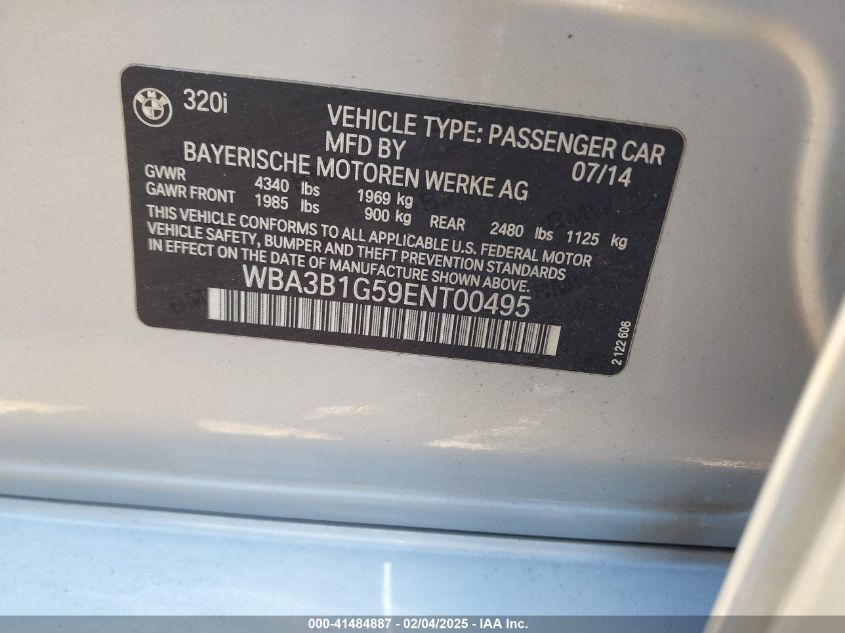 320i
VEHICLE TYPE: PASSENGER CAR
MFD BY 07/14
BAYERISCHE MOTOREN WERKE AG
GVWR 4340 lbs 1969 kg
GAWR FRONT 1985 lbs 900 kg REAR 2480 lbs 1125 kg
THIS VEHICLE CONFORMS TO ALL APPLICABLE U.S. FEDERAL MOTOR
VEHICLE SAFETY, BUMPER AND THEFT PREVENTION STANDARDS
IN EFFECT ON THE DATE OF MANUFACTURE SHOWN ABOVE.
WBA3B1G59ENT00495
2 122 606
000-41484887 - 02/04/2025 - IAA Inc.